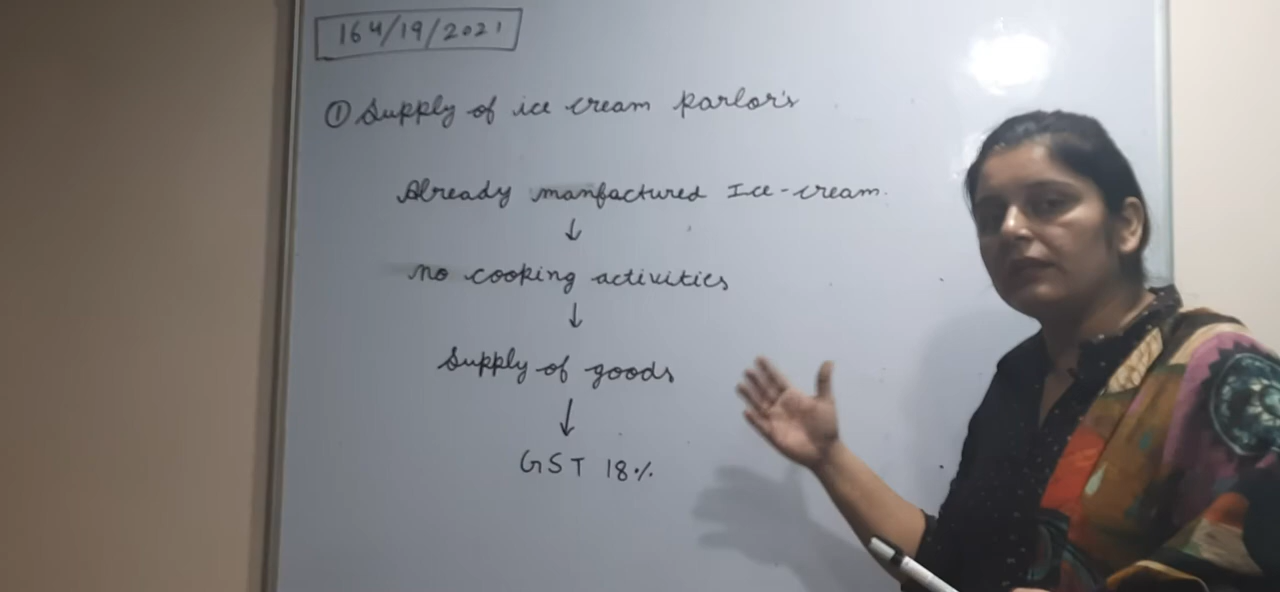 164/19/2021
① Supply of ice cream parlor's
Already manfactured Ice-cream.
↓
no cooking activities
↓
Supply of goods
↓
GST 18%